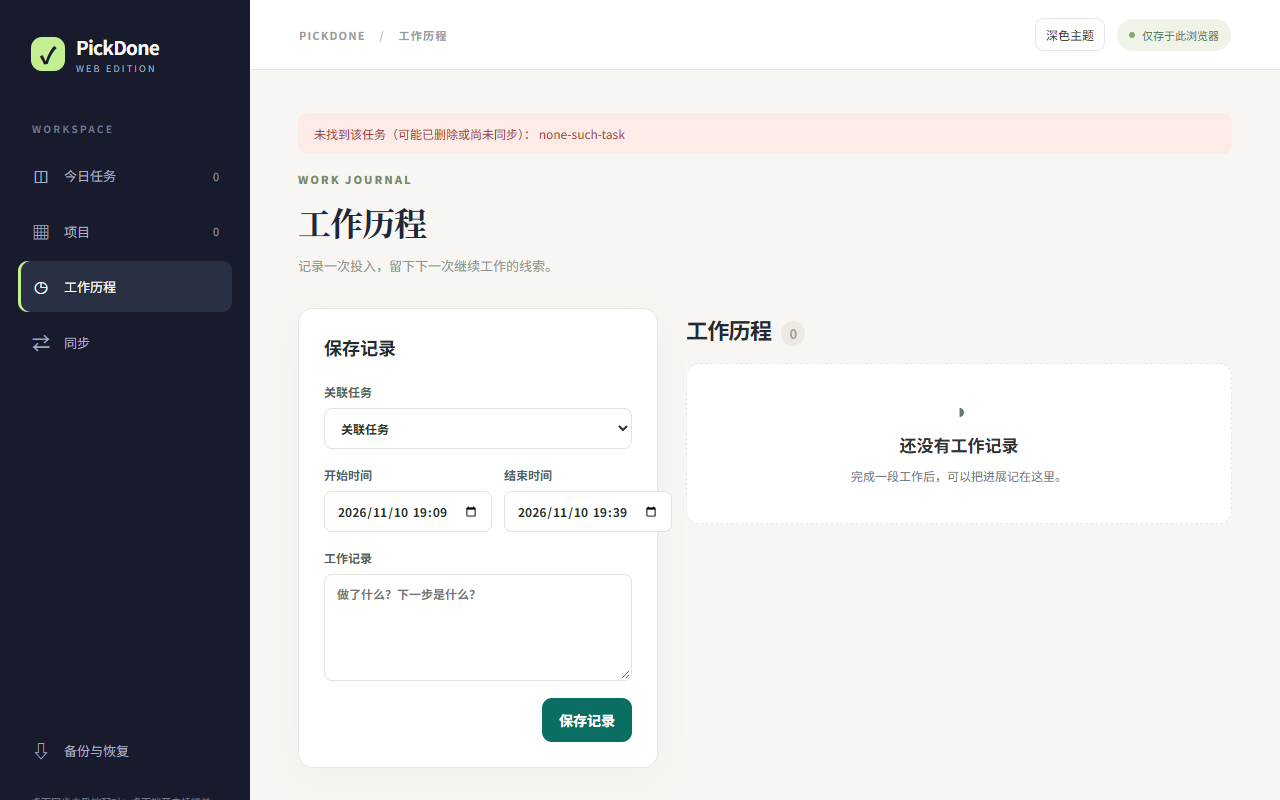 PickDone
WEB EDITION
WORKSPACE
今日任务 0
项目 0
工作历程
同步
备份与恢复
PICKDONE / 工作历程
深色主题
仅存于此浏览器
未找到该任务（可能已删除或尚未同步）： none-such-task
WORK JOURNAL
工作历程
记录一次投入，留下下一次继续工作的线索。
保存记录
关联任务
关联任务
开始时间 结束时间
2026/11/10 19:09 2026/11/10 19:39
工作记录
做了什么？下一步是什么？
保存记录
工作历程 0
还没有工作记录
完成一段工作后，可以把进展记在这里。